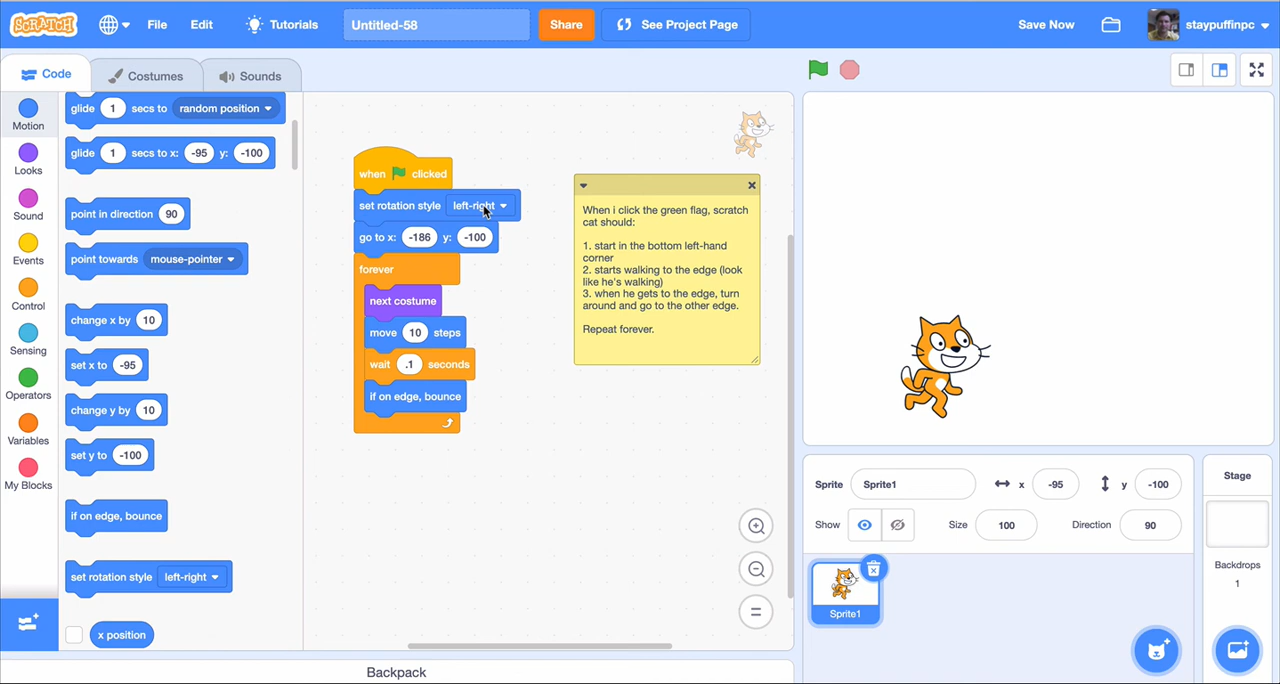 SCRATCH
File
Edit
Tutorials
Untitled-58
Share
See Project Page
Save Now
staypuffinpc
Code
Costumes
Sounds
Motion
Looks
Sound
Events
Control
Sensing
Operators
Variables
My Blocks
glide 1 secs to random position
glide 1 secs to x: -95 y: -100
point in direction 90
point towards mouse-pointer
change x by 10
set x to -95
change y by 10
set y to -100
if on edge, bounce
set rotation style left-right
x position
when clicked
set rotation style left-right
go to x: -186 y: -100
forever
next costume
move 10 steps
wait .1 seconds
if on edge, bounce
When i click the green flag, scratch
cat should:
1. start in the bottom left-hand
corner
2. starts walking to the edge (look
like he's walking)
3. when he gets to the edge, turn
around and go to the other edge.
Repeat forever.
Backpack
Sprite Sprite1 x -95 y -100
Show Size 100 Direction 90
Sprite1
Stage
Backdrops
1